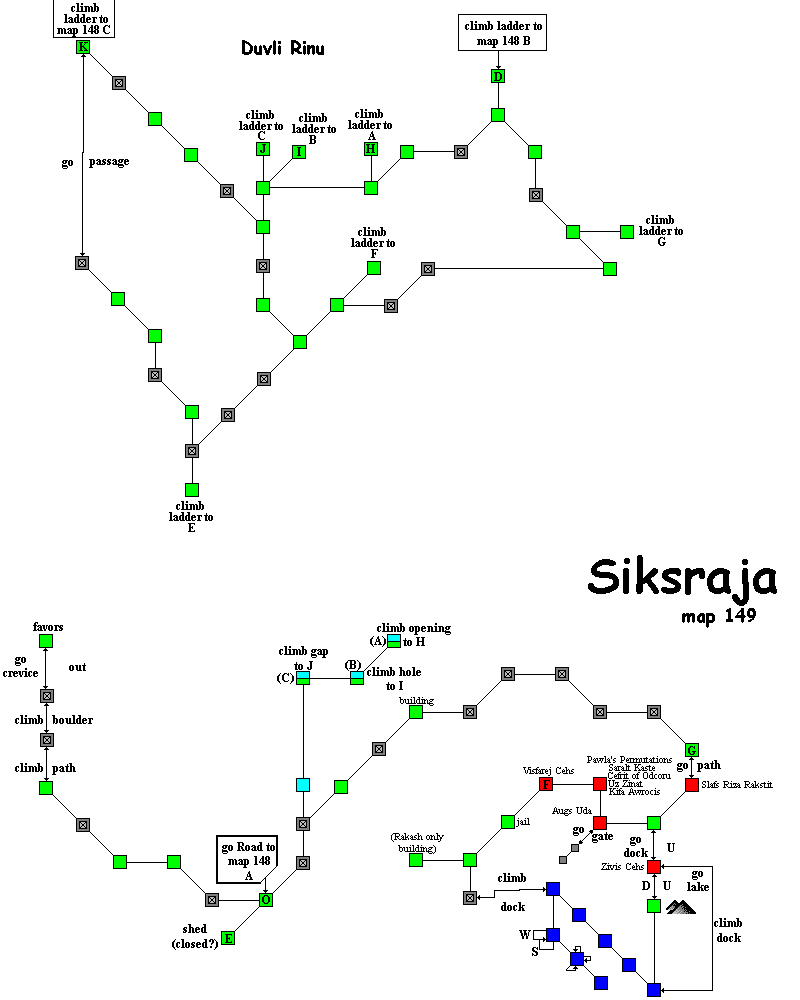 climb
ladder to
map 148 C
K
Duvli Rinu
climb ladder to
map 148 B
D
climb
ladder to
C
J
climb
ladder to
B
I
climb
ladder to
A
H
go passage
climb
ladder to
G
climb
ladder to
F
climb
ladder to
E
Siksraja
map 149
favors
go
crevice
out
climb boulder
climb path
climb gap
to J
(C)
(B)
climb hole
to I
climb opening
(A) to H
building
G
go path
Pawla's Permutations
Saralt Kaste
Cefrit of Odcoru
Uz Zinat
Kifa Awrocis
Visfarej Cehs
F
Slafs Riza Rakstit
Augs Uda
jail
go
gate
(Rakash only
building)
go
dock
U
Zivis Cehs
D U
go
lake
climb
dock
climb
dock
W
S
go Road to
map 148
A
O
shed
(closed?)
E